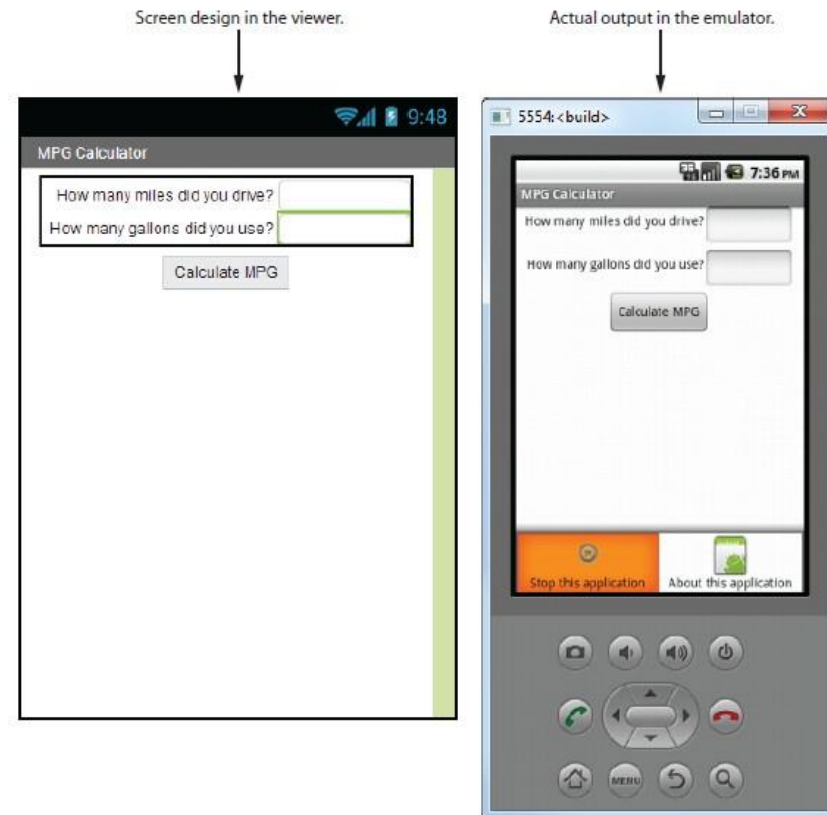 Screen design in the viewer.
Actual output in the emulator.
9:48
MPG Calculator
How many miles did you drive?
How many gallons did you use?
Calculate MPG
5554:<build>
7:36 PM
MPG Calculator
How many miles did you drive?
How many gallons did you use?
Calculate MPG
Stop this application
About this application
MENU